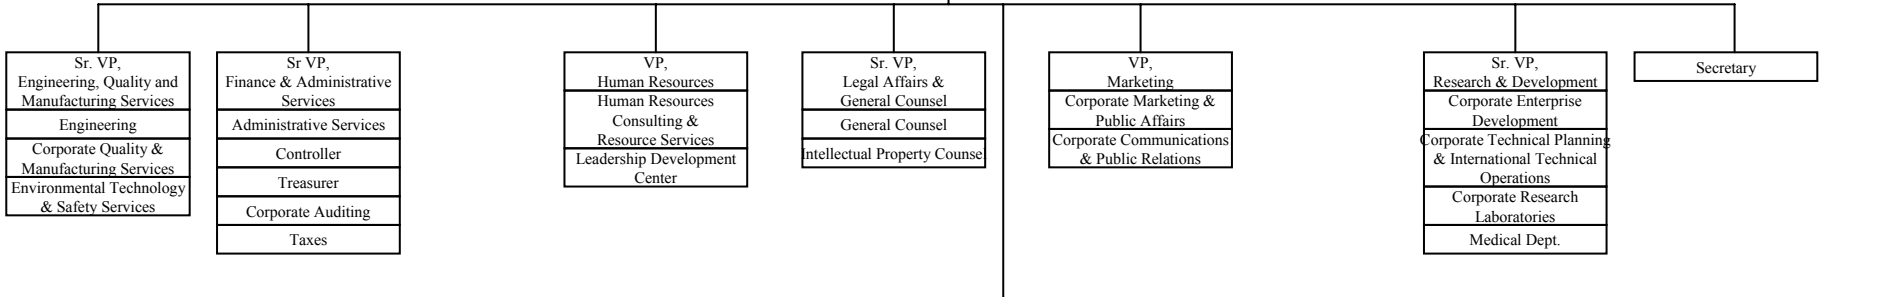 Sr. VP,
Engineering, Quality and
Manufacturing Services
Engineering
Corporate Quality &
Manufacturing Services
Environmental Technology
& Safety Services
Sr VP,
Finance & Administrative
Services
Administrative Services
Controller
Treasurer
Corporate Auditing
Taxes
VP,
Human Resources
Human Resources
Consulting &
Resource Services
Leadership Development
Center
Sr. VP,
Legal Affairs &
General Counsel
General Counsel
Intellectual Property Counsel
VP,
Marketing
Corporate Marketing &
Public Affairs
Corporate Communications
& Public Relations
Sr. VP,
Research & Development
Corporate Enterprise
Development
Corporate Technical Planning
& International Technical
Operations
Corporate Research
Laboratories
Medical Dept.
Secretary